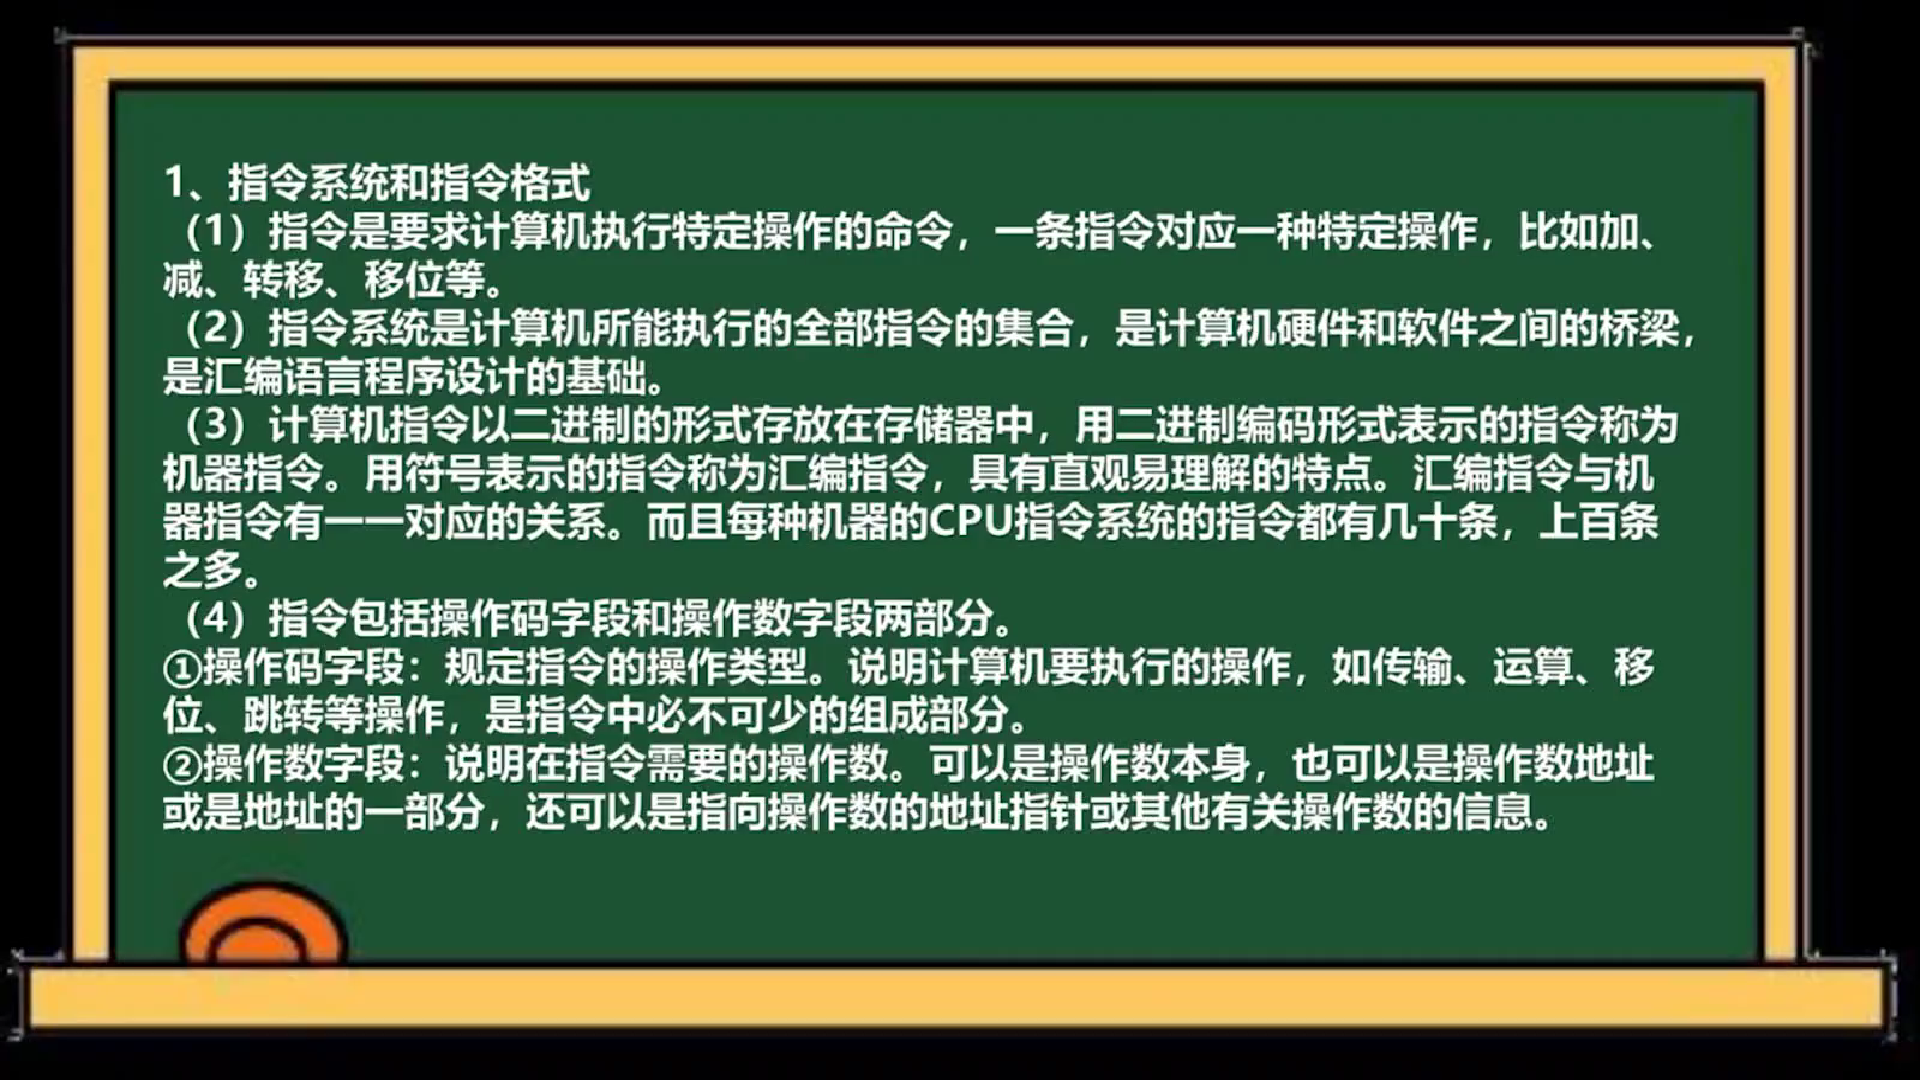 1、指令系统和指令格式
（1）指令是要求计算机执行特定操作的命令，一条指令对应一种特定操作，比如加、
减、转移、移位等。
（2）指令系统是计算机所能执行的全部指令的集合，是计算机硬件和软件之间的桥梁，
是汇编语言程序设计的基础。
（3）计算机指令以二进制的形式存放在存储器中，用二进制编码形式表示的指令称为
机器指令。用符号表示的指令称为汇编指令，具有直观易理解的特点。汇编指令与机
器指令有一一对应的关系。而且每种机器的CPU指令系统的指令都有几十条，上百条
之多。
（4）指令包括操作码字段和操作数字段两部分。
①操作码字段：规定指令的操作类型。说明计算机要执行的操作，如传输、运算、移
位、跳转等操作，是指令中必不可少的组成部分。
②操作数字段：说明在指令需要的操作数。可以是操作数本身，也可以是操作数地址
或是地址的一部分，还可以是指向操作数的地址指针或其他有关操作数的信息。